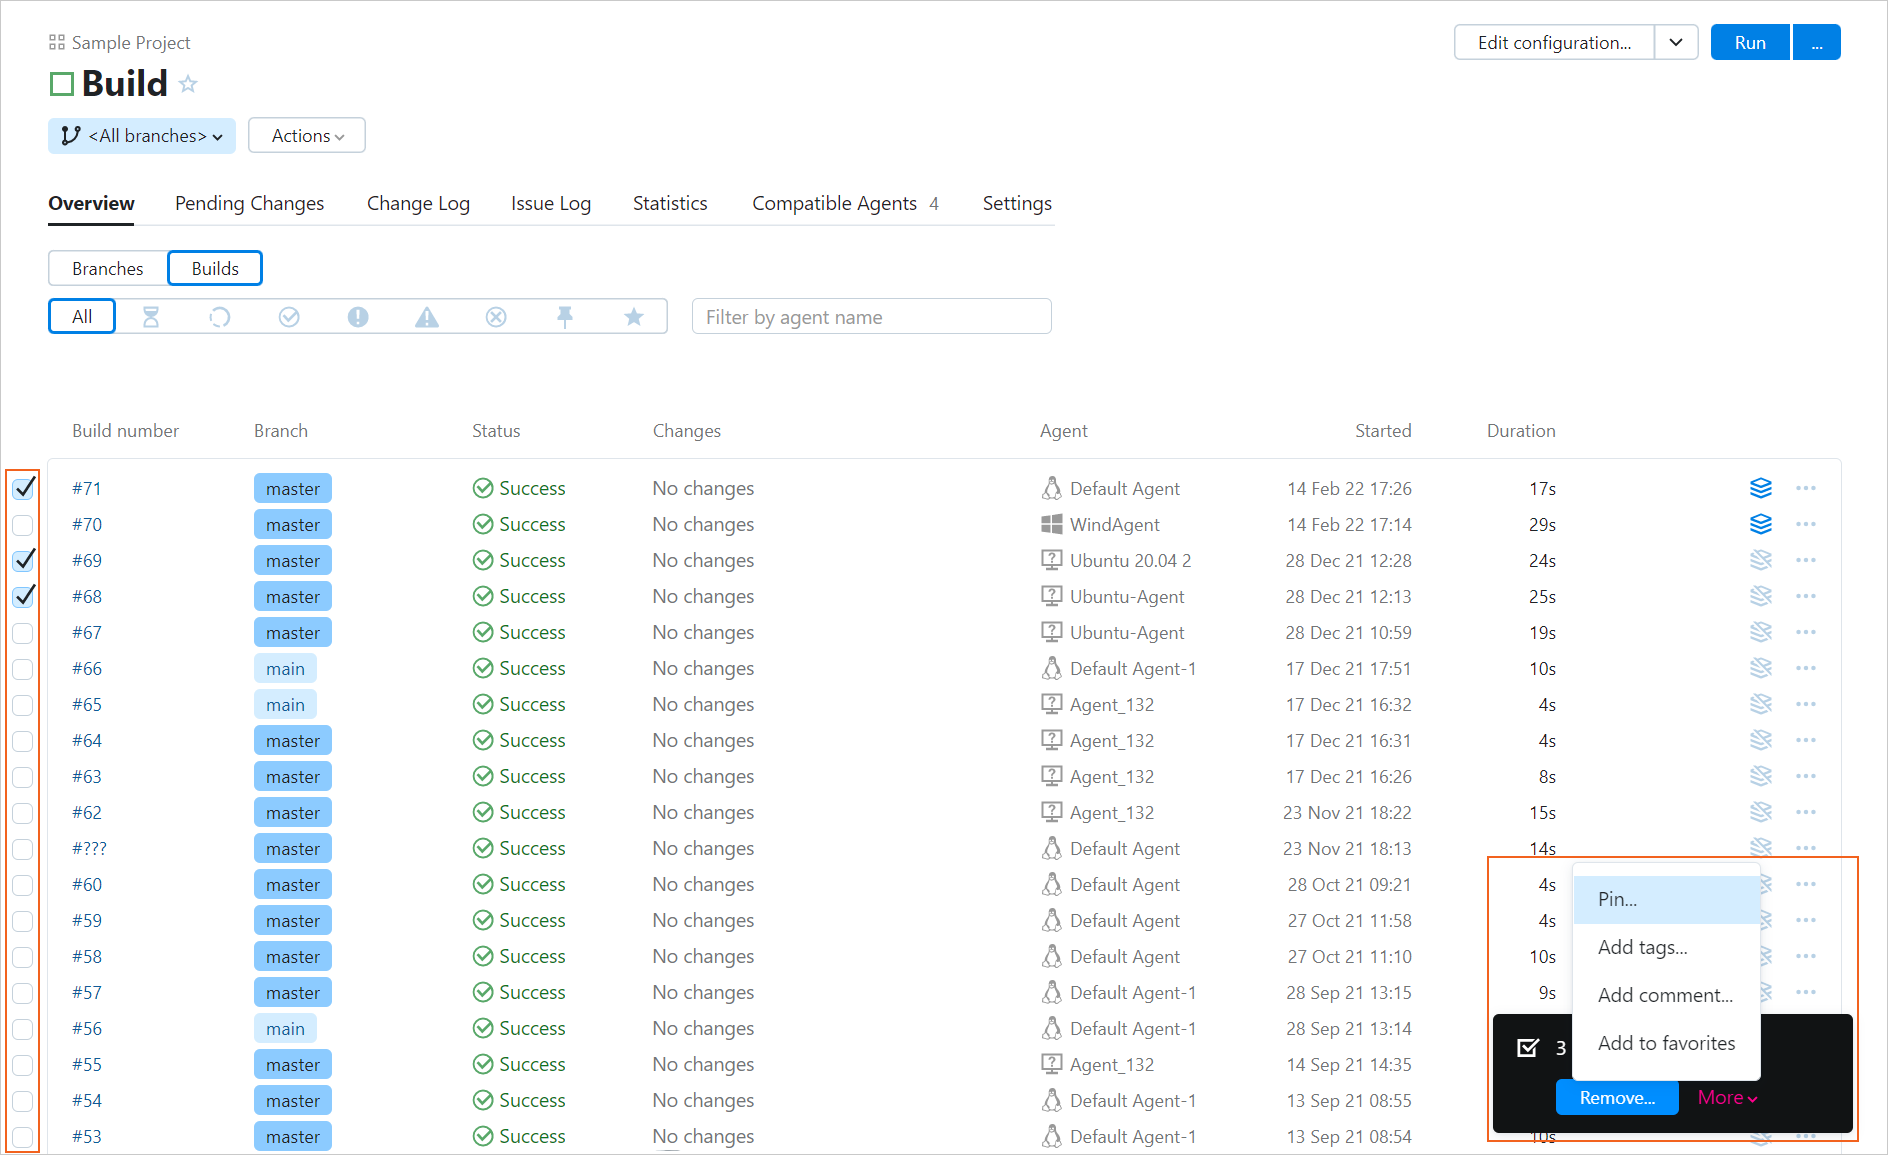 Sample Project
Edit configuration...
Run
...
Build
<All branches>
Actions
Overview
Pending Changes
Change Log
Issue Log
Statistics
Compatible Agents 4
Settings
Branches
Builds
All
Filter by agent name
Build number Branch Status Changes Agent Started Duration
#71 master Success No changes Default Agent 14 Feb 22 17:26 17s
#70 master Success No changes WindAgent 14 Feb 22 17:14 29s
#69 master Success No changes Ubuntu 20.04 2 28 Dec 21 12:28 24s
#68 master Success No changes Ubuntu-Agent 28 Dec 21 12:13 25s
#67 master Success No changes Ubuntu-Agent 28 Dec 21 10:59 19s
#66 main Success No changes Default Agent-1 17 Dec 21 17:51 10s
#65 main Success No changes Agent_132 17 Dec 21 16:32 4s
#64 master Success No changes Agent_132 17 Dec 21 16:31 4s
#63 master Success No changes Agent_132 17 Dec 21 16:26 8s
#62 master Success No changes Agent_132 23 Nov 21 18:22 15s
#??? master Success No changes Default Agent 23 Nov 21 18:13 14s
#60 master Success No changes Default Agent 28 Oct 21 09:21 4s
#59 master Success No changes Default Agent 27 Oct 21 11:58 4s
#58 master Success No changes Default Agent 27 Oct 21 11:10 10s
#57 master Success No changes Default Agent-1 28 Sep 21 13:15 9s
#56 main Success No changes Default Agent-1 28 Sep 21 13:14
#55 master Success No changes Agent_132 14 Sep 21 14:35
#54 master Success No changes Default Agent-1 13 Sep 21 08:55
#53 master Success No changes Default Agent-1 13 Sep 21 08:54 10s
Pin...
Add tags...
Add comment...
Add to favorites
3
Remove...
More